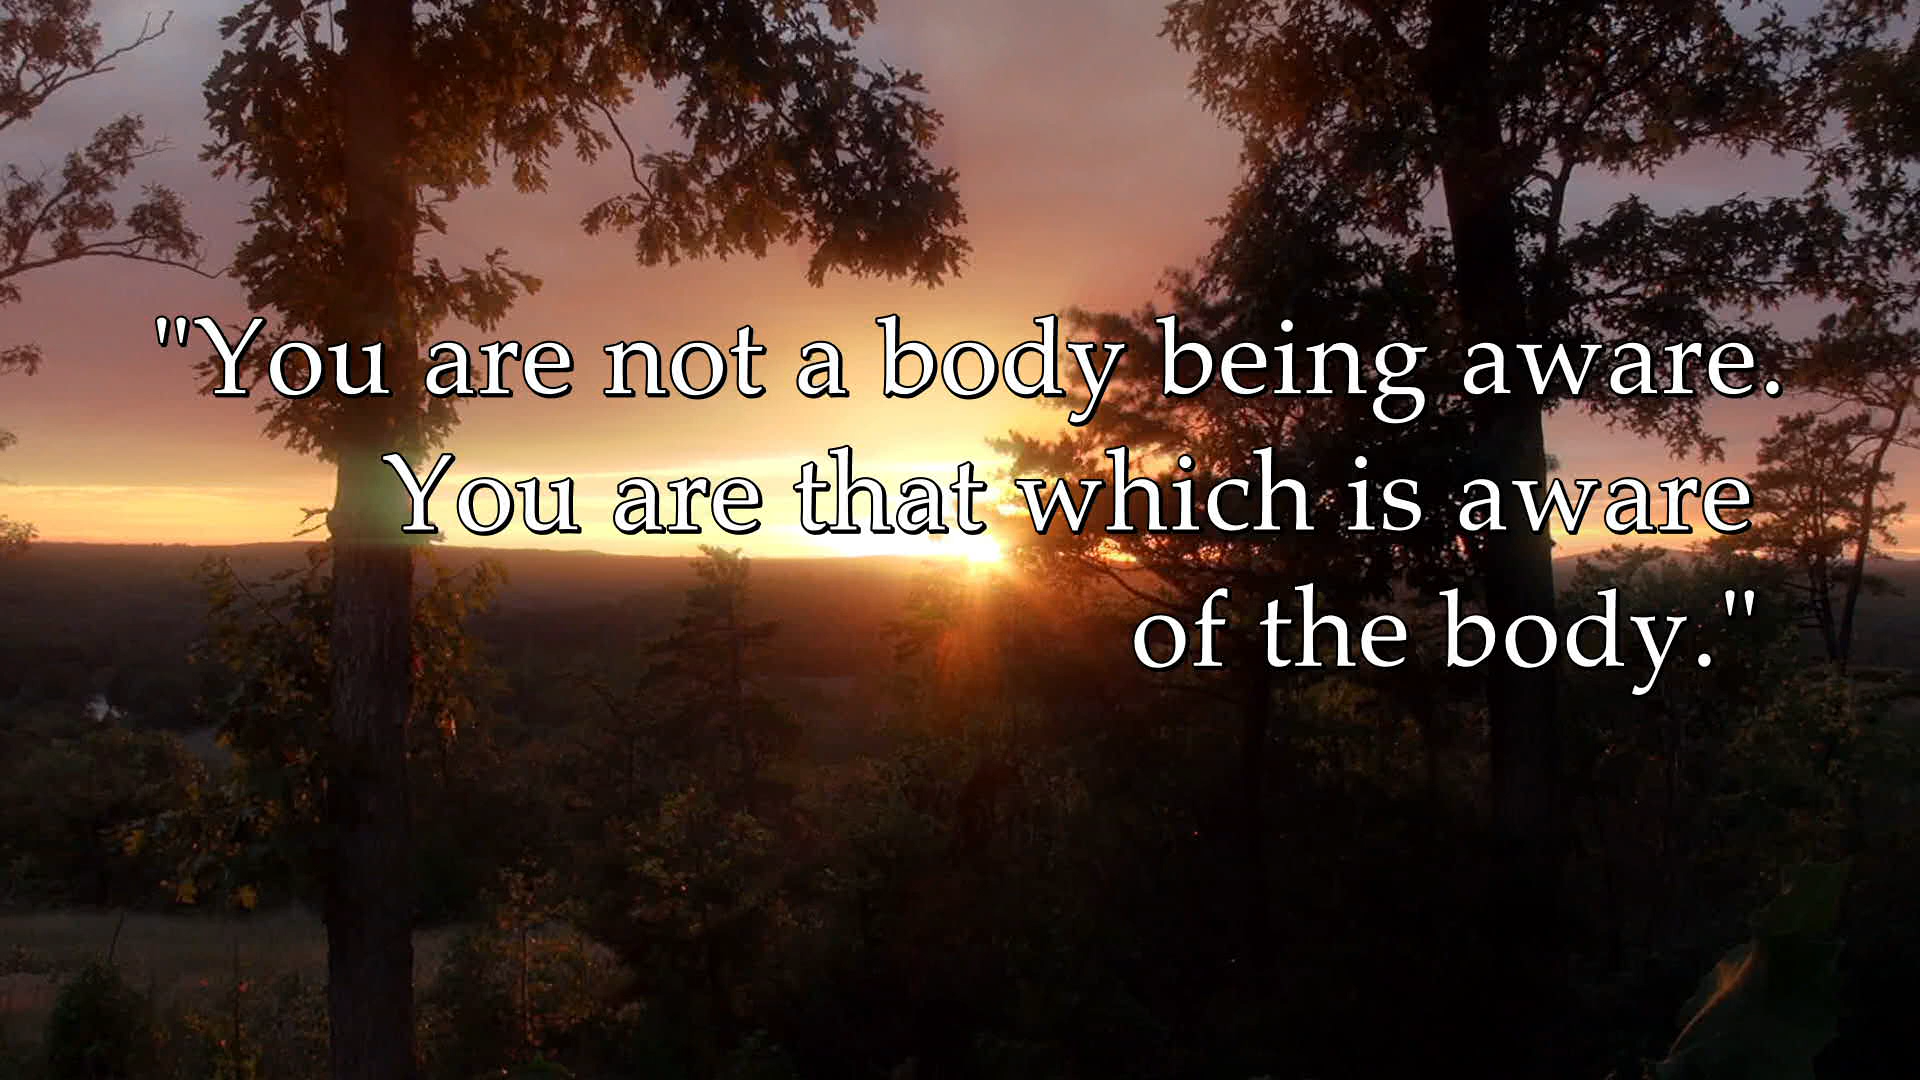 "You are not a body being aware.
You are that which is aware
of the body."